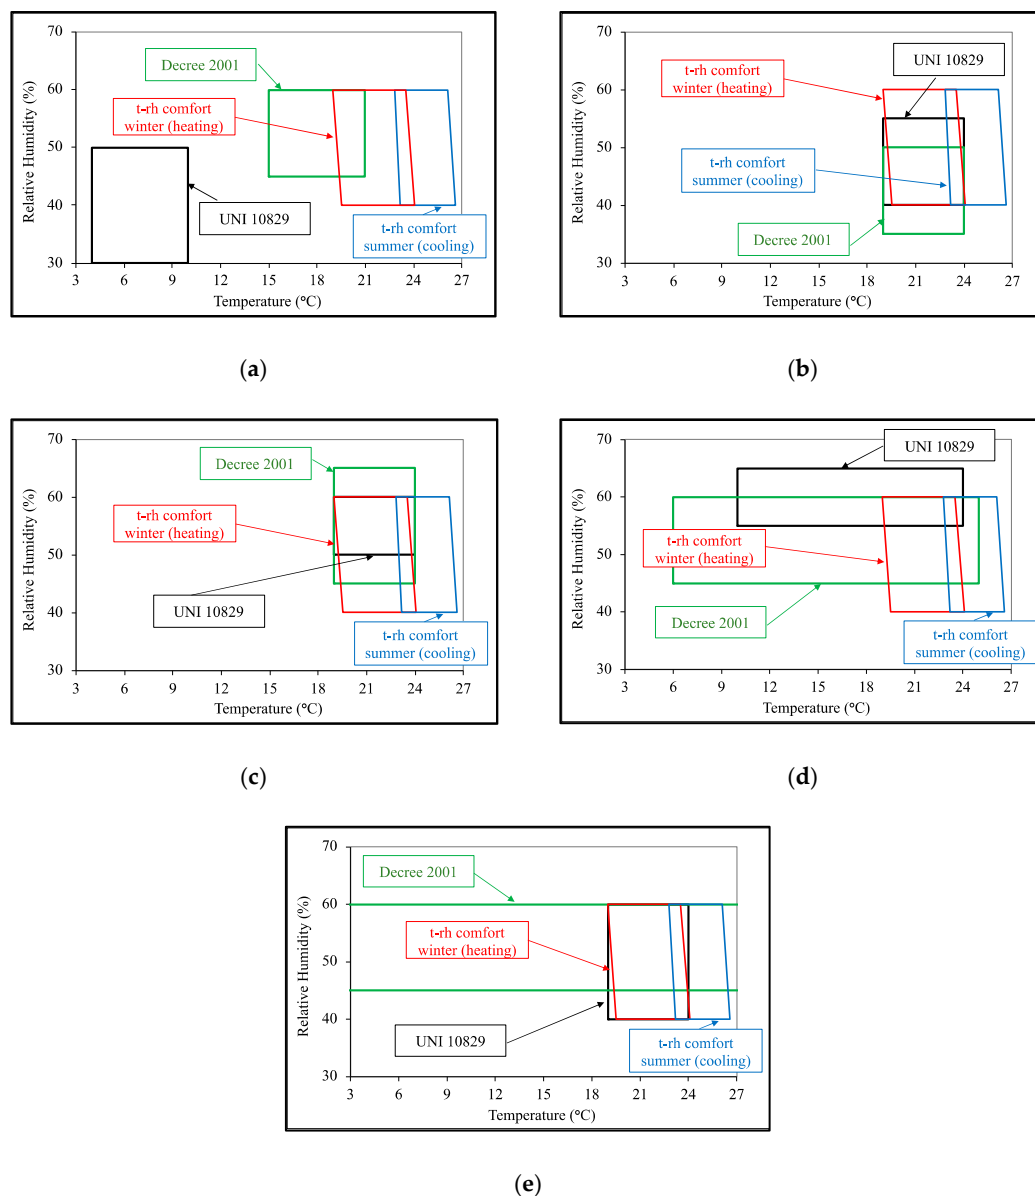 70
60
50
40
30
Relative Humidity (%)
Decree 2001
t-rh comfort
winter (heating)
UNI 10829
t-rh comfort
summer (cooling)
3 6 9 12 15 18 21 24 27
Temperature (°C)
(a)
70
60
50
40
30
Relative Humidity (%)
UNI 10829
t-rh comfort
winter (heating)
t-rh comfort
summer (cooling)
Decree 2001
3 6 9 12 15 18 21 24 27
Temperature (°C)
(b)
70
60
50
40
30
Relative Humidity (%)
Decree 2001
t-rh comfort
winter (heating)
UNI 10829
t-rh comfort
summer (cooling)
3 6 9 12 15 18 21 24 27
Temperature (°C)
(c)
70
60
50
40
30
Relative Humidity (%)
UNI 10829
t-rh comfort
winter (heating)
Decree 2001
t-rh comfort
summer (cooling)
3 6 9 12 15 18 21 24 27
Temperature (°C)
(d)
70
60
50
40
30
Relative Humidity (%)
Decree 2001
t-rh comfort
winter (heating)
UNI 10829
t-rh comfort
summer (cooling)
3 6 9 12 15 18 21 24 27
Temperature (°C)
(e)